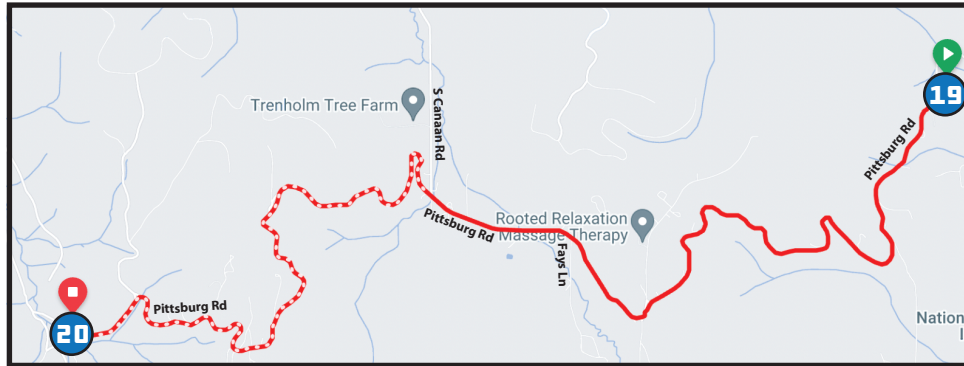 19
Pittsburg Rd
Trenholm Tree Farm
S Canaan Rd
Pittsburg Rd
Rooted Relaxation
Massage Therapy
Fays Ln
Pittsburg Rd
20
Nation